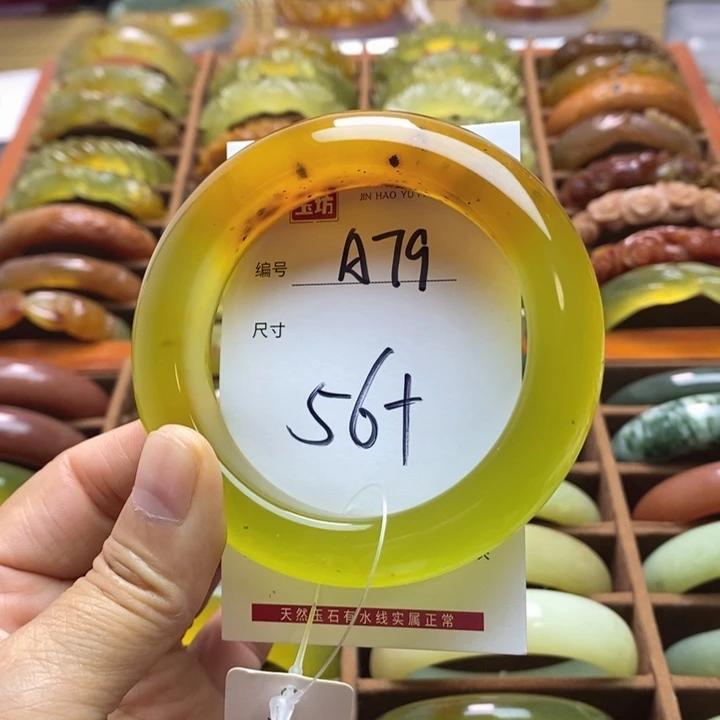 玉坊
JIN HAO YU
编号 A79
尺寸
56+
天然玉石有水线实属正常